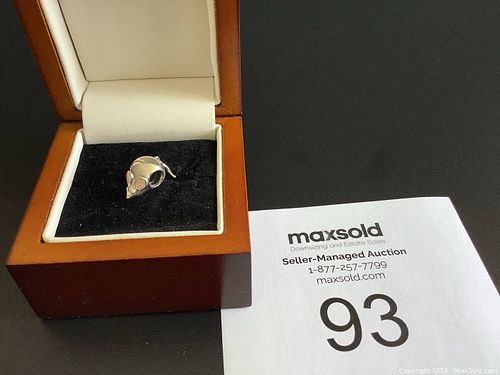 maxsold
Downsizing and Estate Sales
Seller-Managed Auction
1-877-257-7799
maxsold.com
93
Copyright 2024 - MaxSold.com